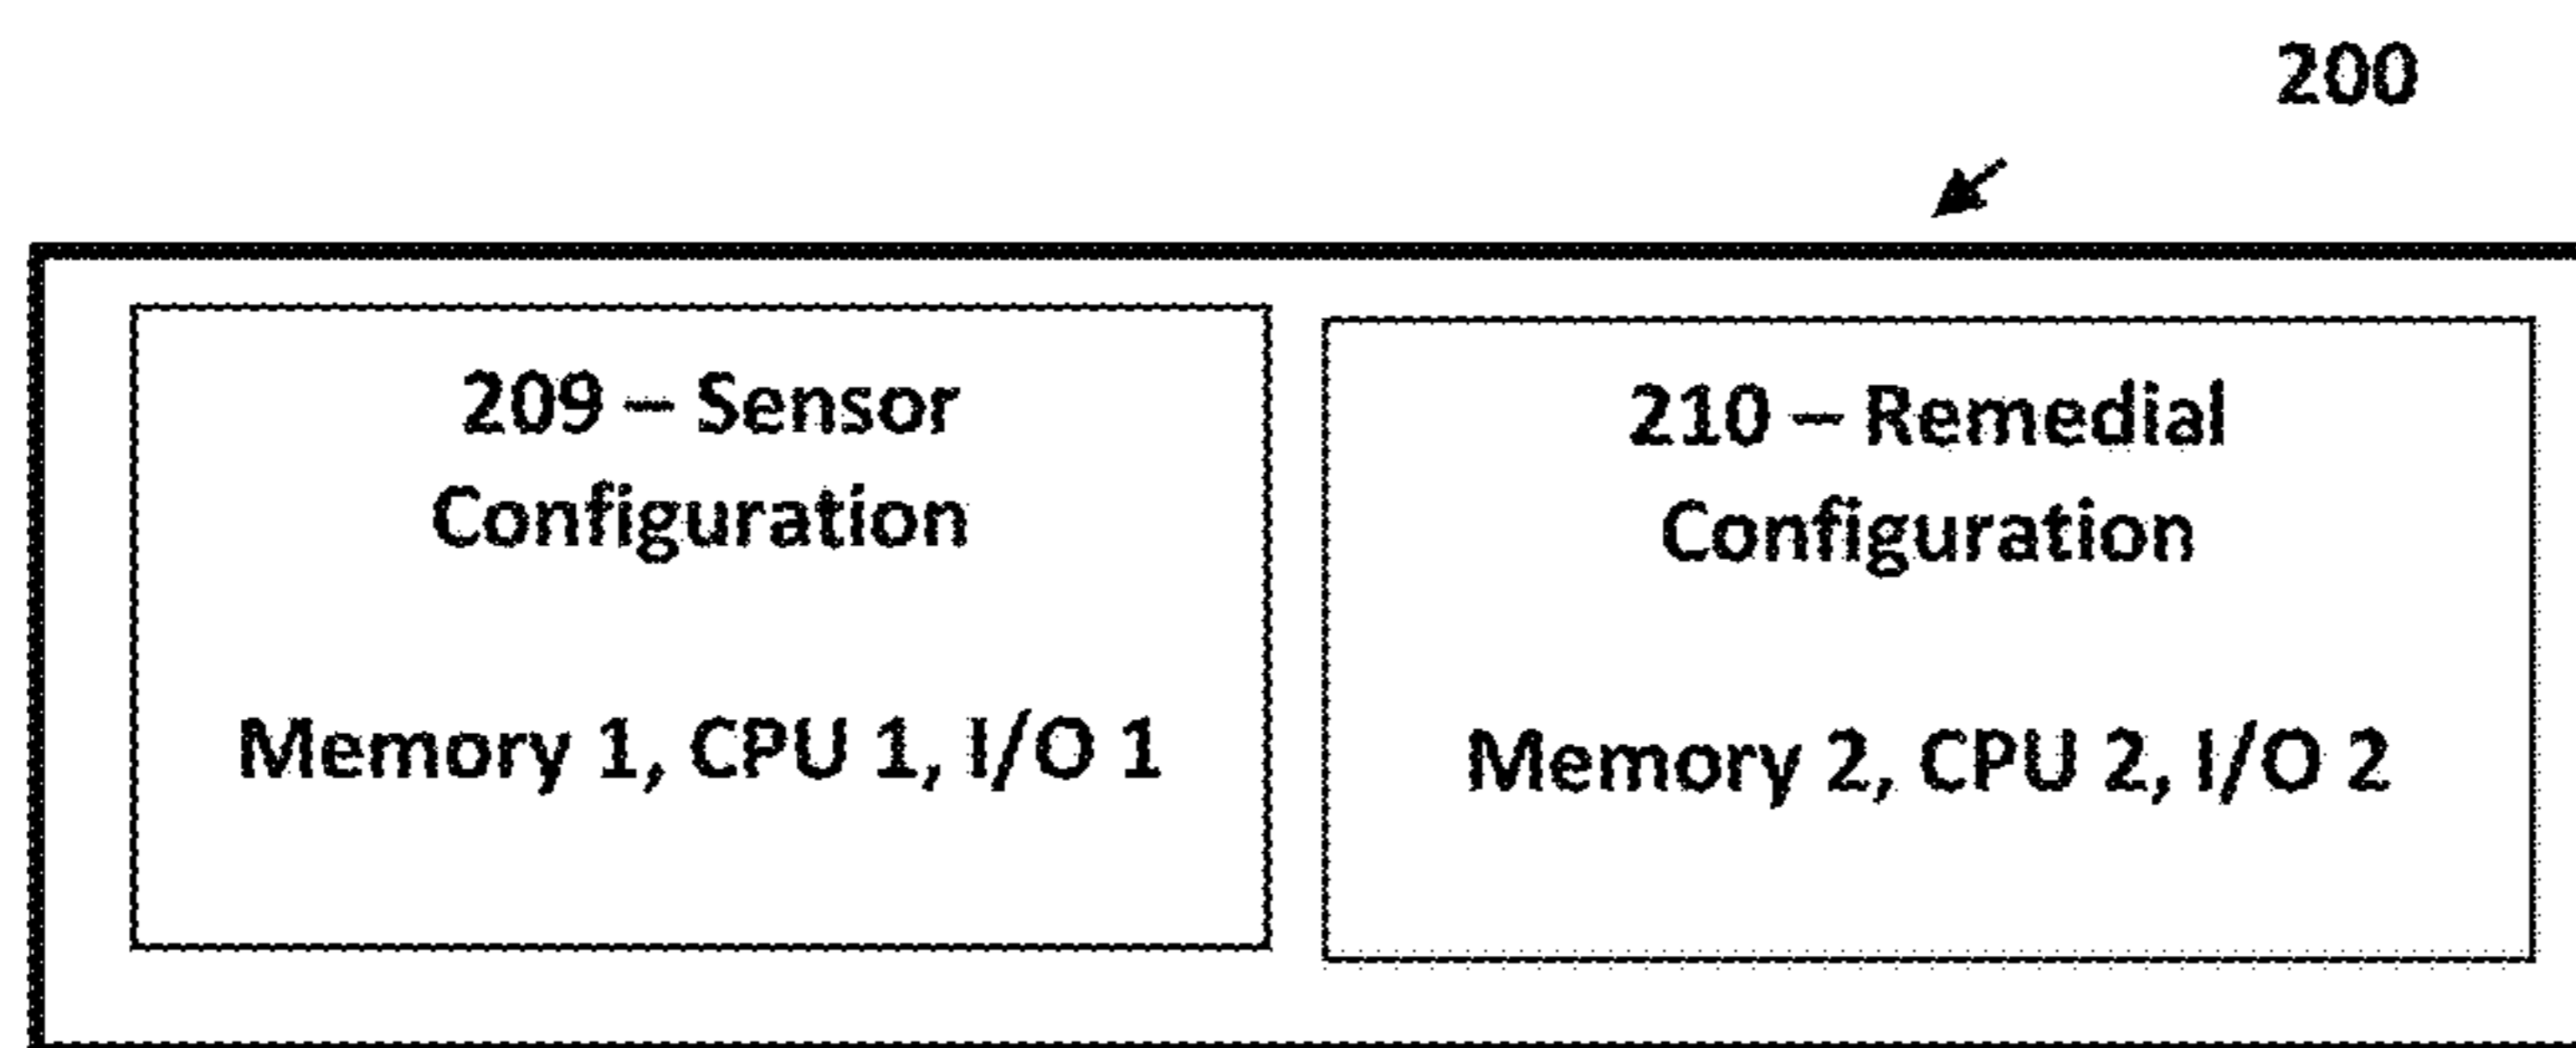 200
209 – Sensor
Configuration
Memory 1, CPU 1, I/O 1
210 – Remedial
Configuration
Memory 2, CPU 2, I/O 2